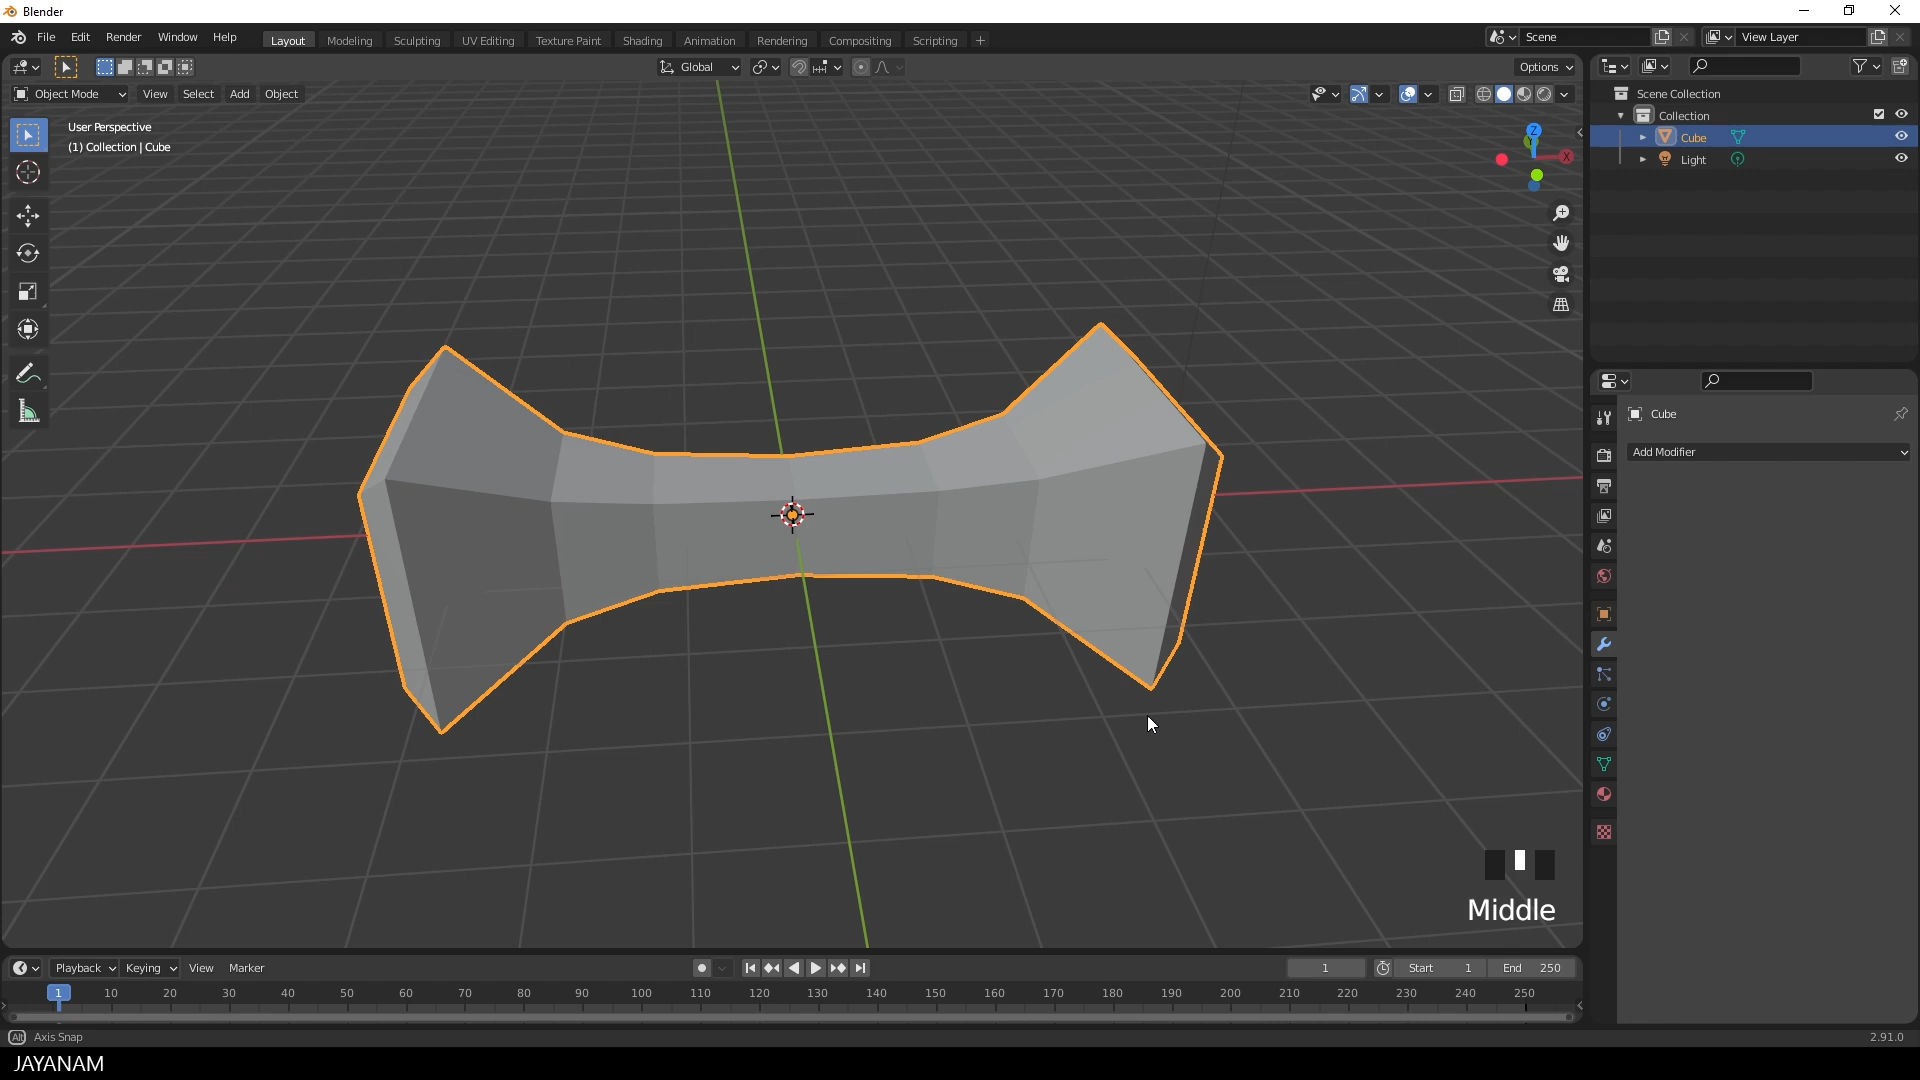 Blender
File Edit Render Window Help Layout Modeling Sculpting UV Editing Texture Paint Shading Animation Rendering Compositing Scripting + Scene View Layer
Global Options
Object Mode View Select Add Object
User Perspective
(1) Collection | Cube
Z
X
Scene Collection
Collection
Cube
Light
Cube
Add Modifier
Middle
Playback Keying View Marker 1 Start 1 End 250
1 10 20 30 40 50 60 70 80 90 100 110 120 130 140 150 160 170 180 190 200 210 220 230 240 250
Alt Axis Snap 2.91.0
JAYANAM